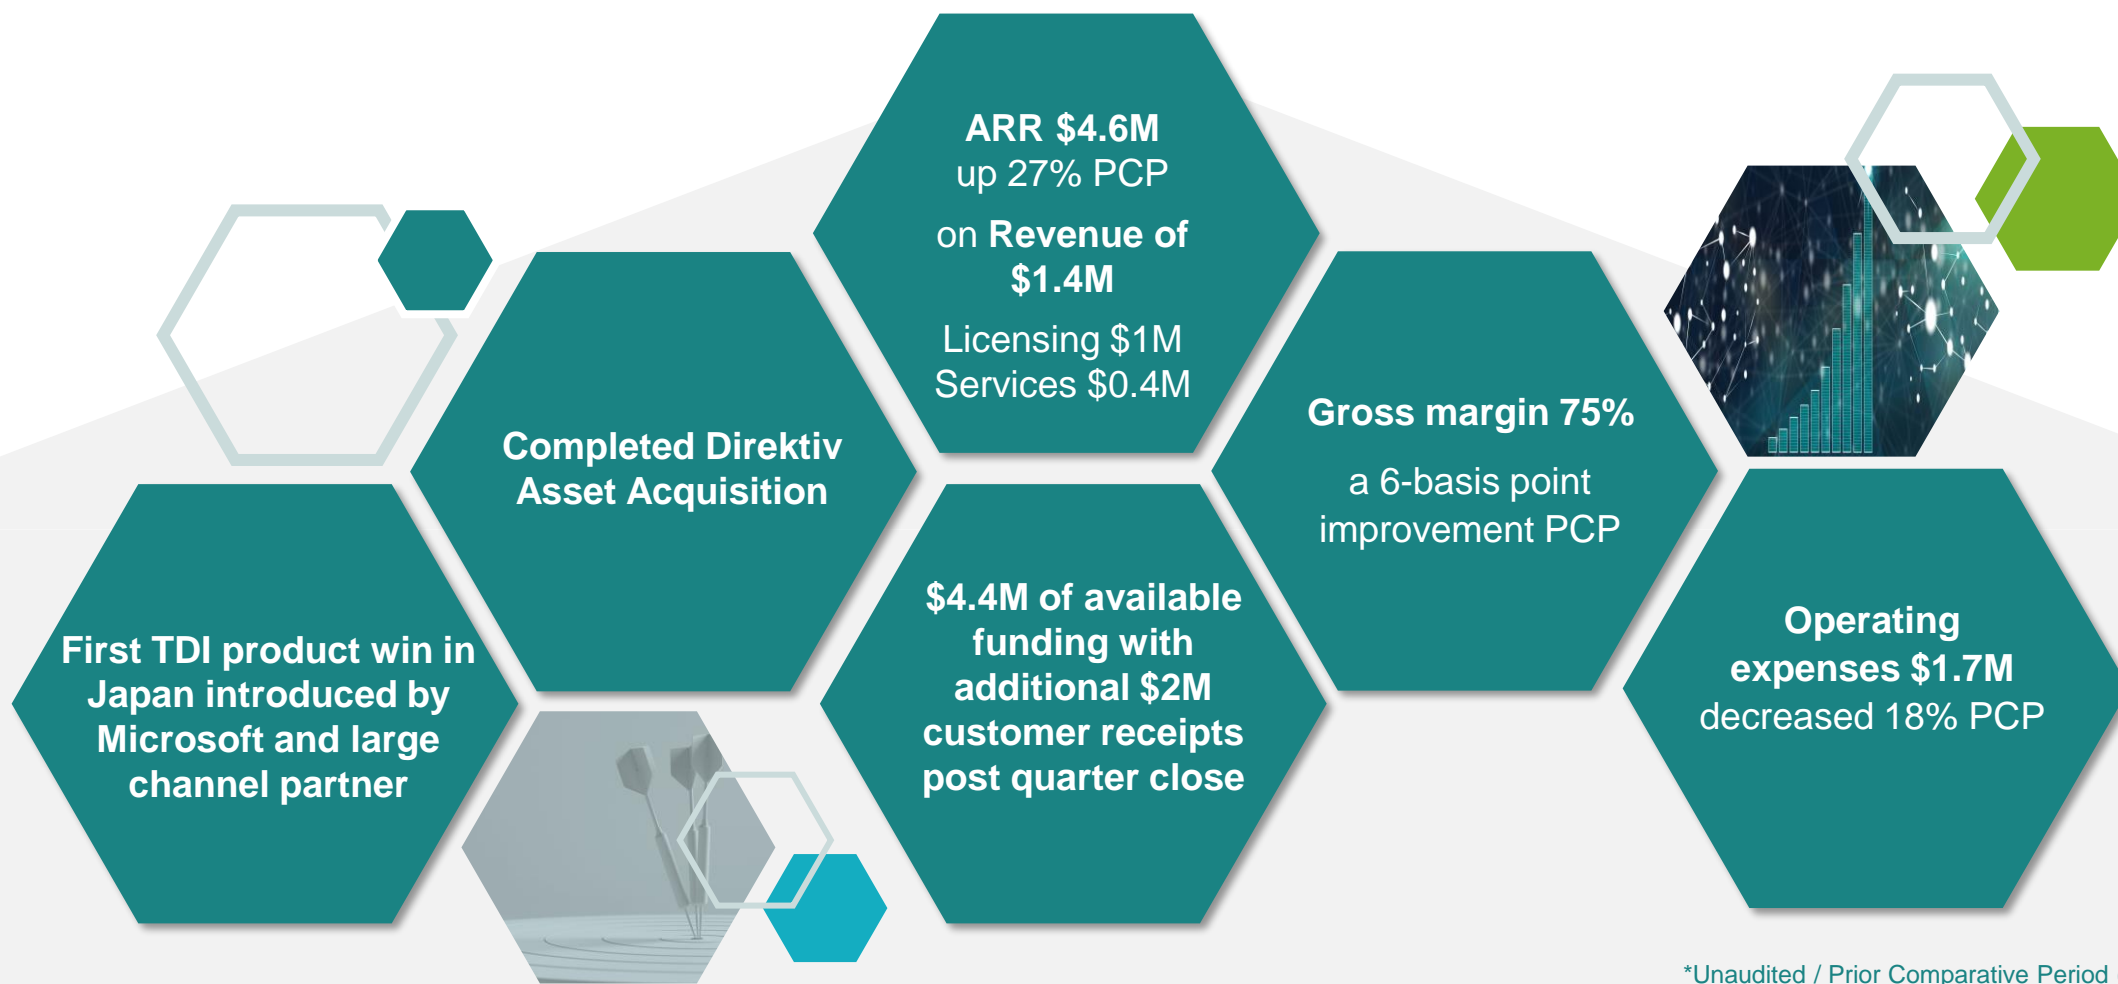 ARR $4.6M
up 27% PCP
on Revenue of
$1.4M
Licensing $1M
Services $0.4M
Completed Direktiv
Asset Acquisition
Gross margin 75%
a 6-basis point
improvement PCP
First TDI product win in
Japan introduced by
Microsoft and large
channel partner
$4.4M of available
funding with
additional $2M
customer receipts
post quarter close
Operating
expenses $1.7M
decreased 18% PCP
*Unaudited / Prior Comparative Period